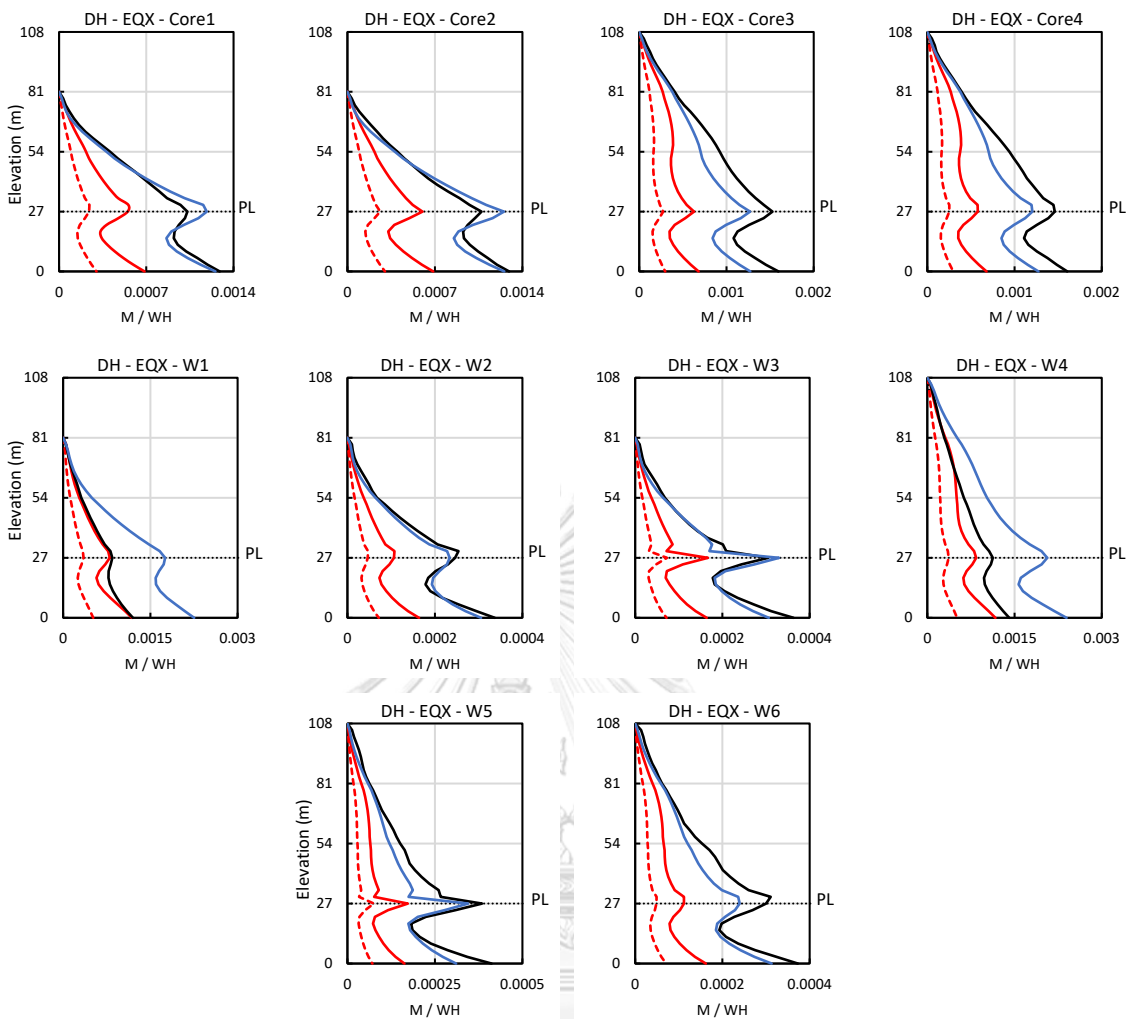 DH - EQX - Core1
DH - EQX - Core2
DH - EQX - Core3
DH - EQX - Core4
108 108 108 108
81 81 81 81
54 54 54 54
27 27 27 27
0 0 0 0
Elevation (m)
PL PL
0 0.0007 0.0014
0 0.0007 0.0014
0 0.001 0.002
0 0.001 0.002
M / WH
M / WH
M / WH
M / WH
DH - EQX - W1
DH - EQX - W2
DH - EQX - W3
DH - EQX - W4
108 108 108 108
81 81 81 81
54 54 54 54
27 27 27 27
0 0 0 0
Elevation (m)
PL PL
0 0.0015 0.003
0 0.0002 0.0004
0 0.0002 0.0004
0 0.0015 0.003
M / WH
M / WH
M / WH
M / WH
DH - EQX - W5
DH - EQX - W6
108 108
81 81
54 54
27 27
0 0
Elevation (m)
PL PL
0 0.00025 0.0005
0 0.0002 0.0004
M / WH
M / WH